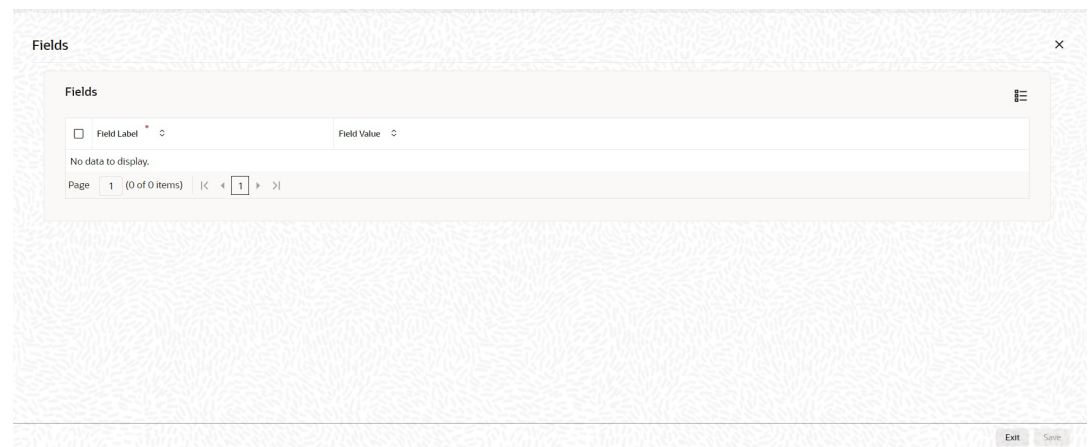 Fields
Fields
Field Label * Field Value
No data to display.
Page 1 (0 of 0 items) 1
Exit Save